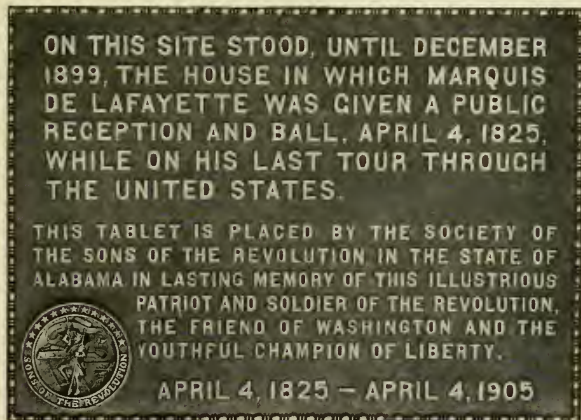 ON THIS SITE STOOD, UNTIL DECEMBER
1899, THE HOUSE IN WHICH MARQUIS
DE LAFAYETTE WAS GIVEN A PUBLIC
RECEPTION AND BALL, APRIL 4, 1825,
WHILE ON HIS LAST TOUR THROUGH
THE UNITED STATES.
THIS TABLET IS PLACED BY THE SOCIETY OF
THE SONS OF THE REVOLUTION IN THE STATE OF
ALABAMA IN LASTING MEMORY OF THIS ILLUSTRIOUS
PATRIOT AND SOLDIER OF THE REVOLUTION,
THE FRIEND OF WASHINGTON AND THE
YOUTHFUL CHAMPION OF LIBERTY.
SONS OF THE REVOLUTION
APRIL 4, 1825 – APRIL 4, 1905